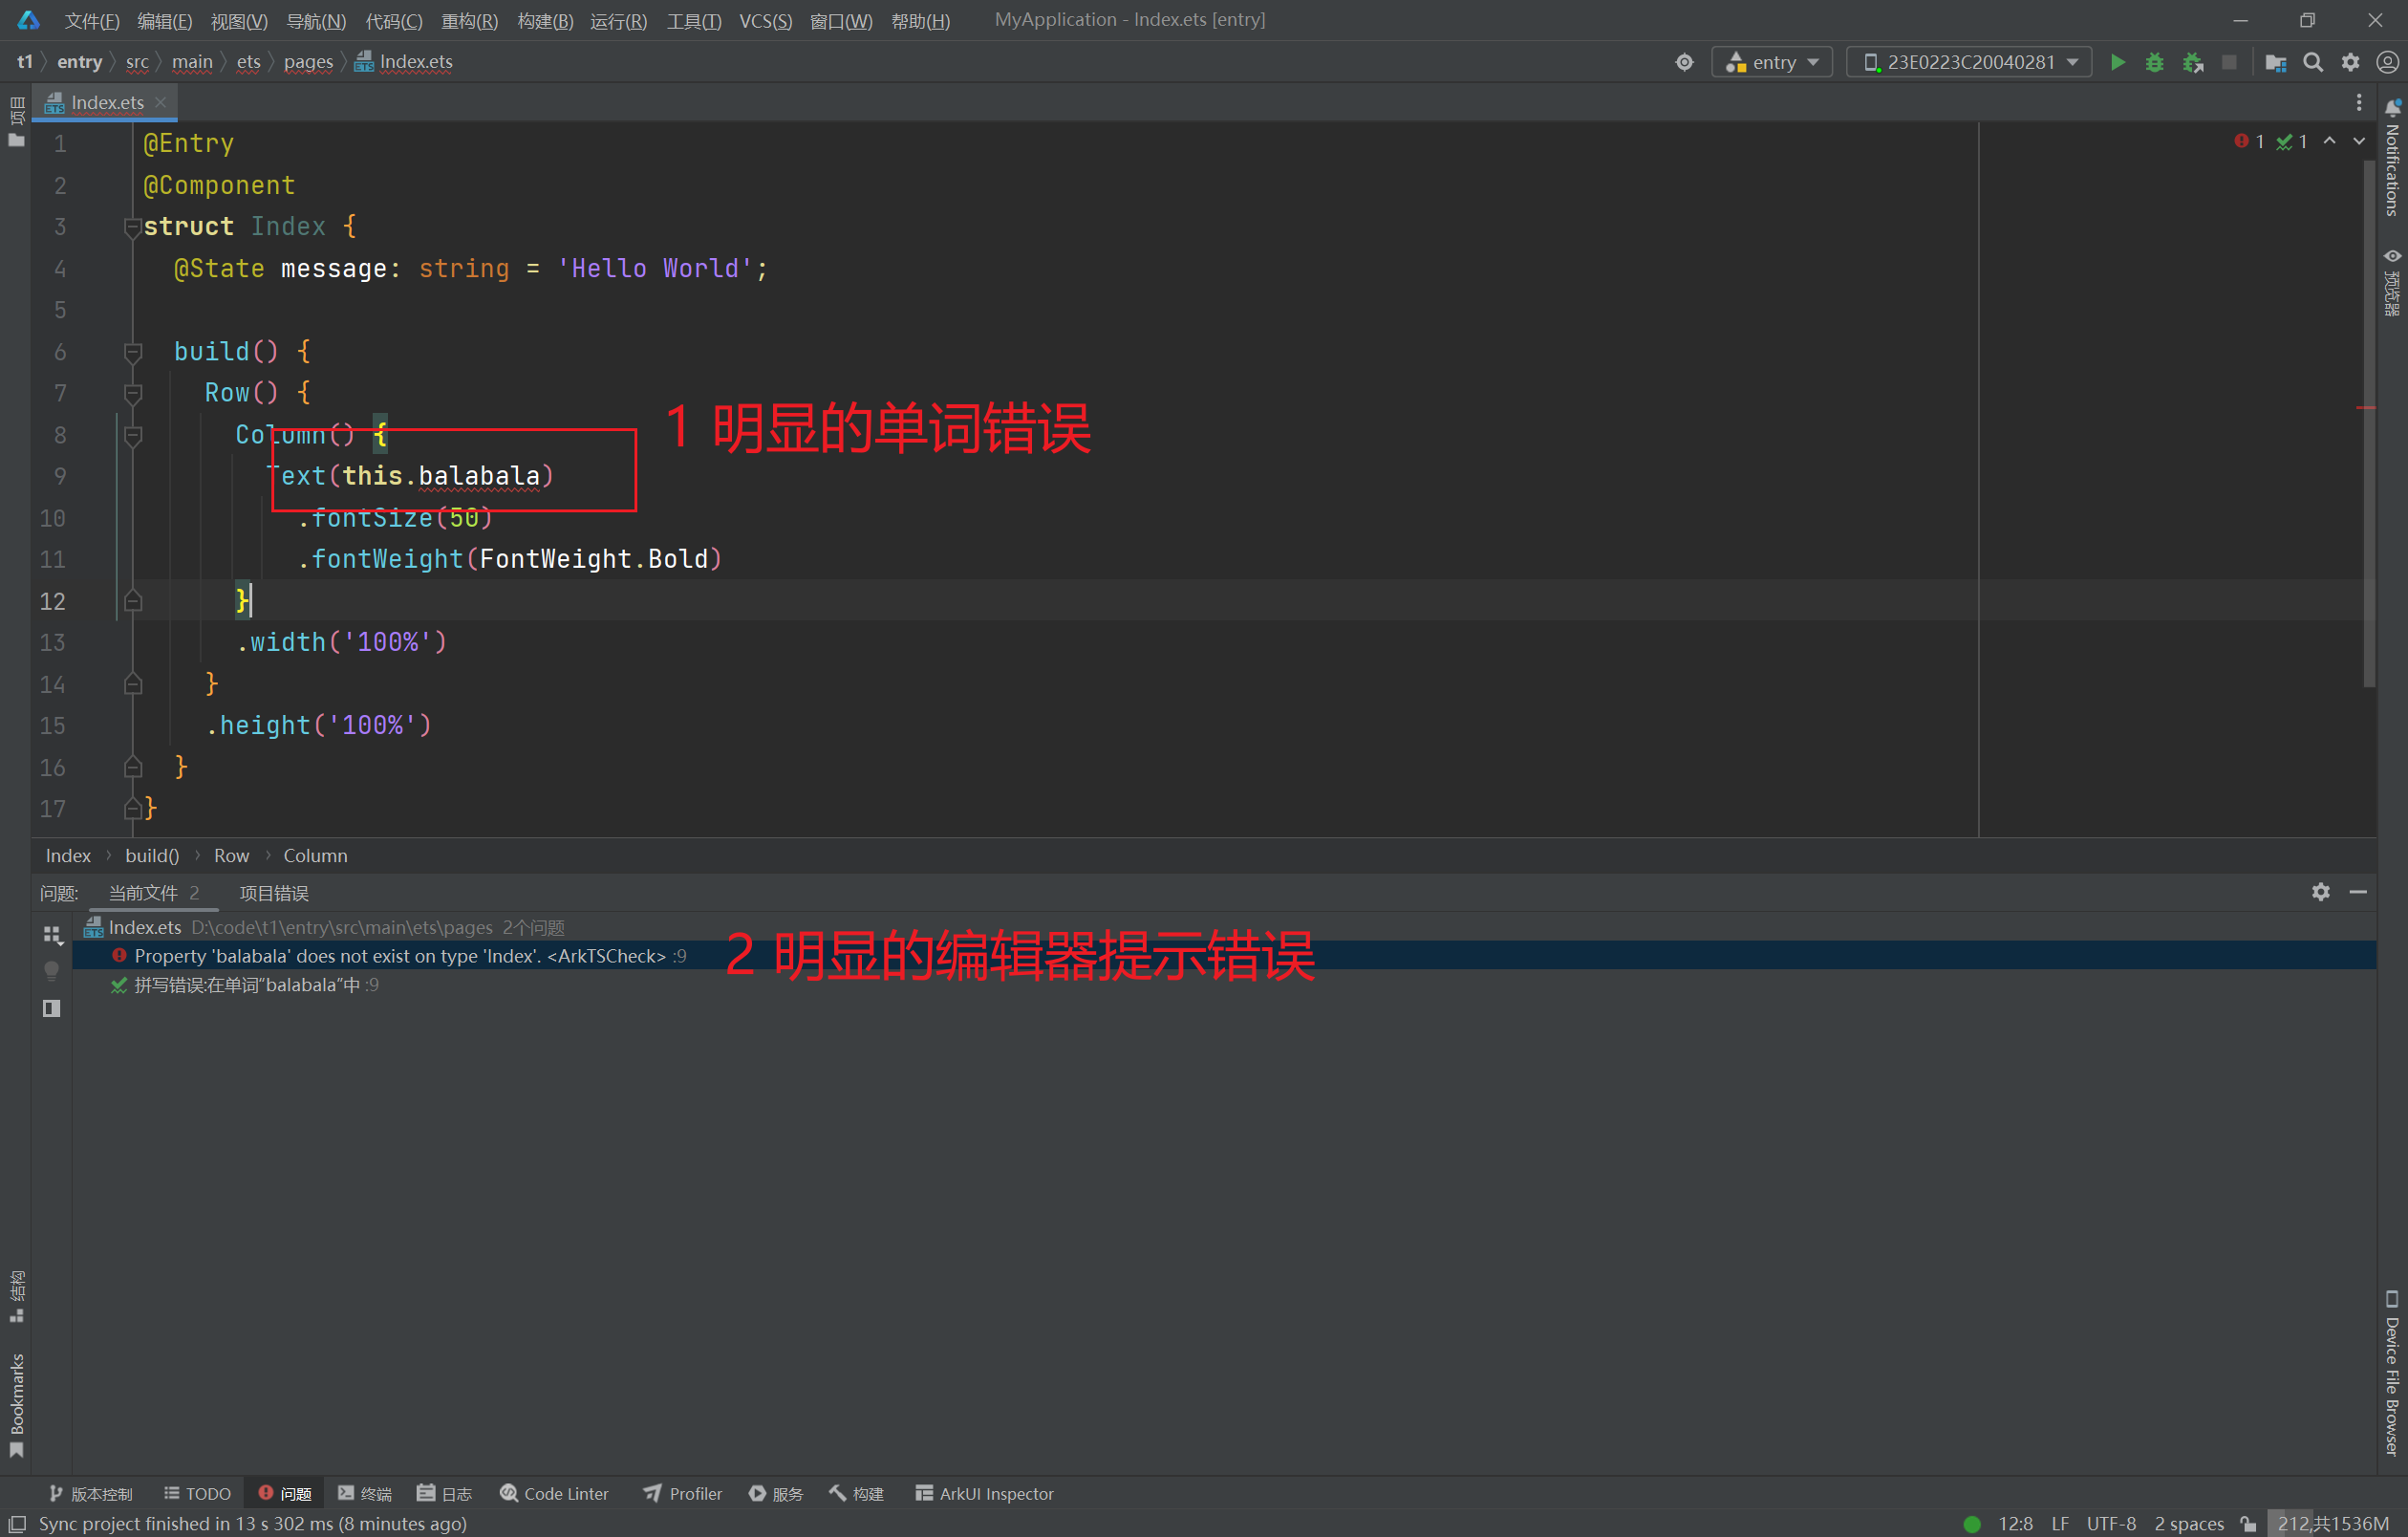 文件(F) 编辑(E) 视图(V) 导航(N) 代码(C) 重构(R) 构建(B) 运行(R) 工具(T) VCS(S) 窗口(W) 帮助(H) MyApplication - Index.ets [entry]
t1 entry src main ets pages Index.ets entry 23E0223C20040281
Index.ets
项目
1 @Entry
2 @Component
3 struct Index {
4 @State message: string = 'Hello World';
5
6 build() {
7 Row() {
8 Column() {
9 Text(this.balabala)
10 .fontSize(50)
11 .fontWeight(FontWeight.Bold)
12 }
13 .width('100%')
14 }
15 .height('100%')
16 }
17 }
1 1
1 明显的单词错误
Notifications
预览器
Index build() Row Column
问题: 当前文件 2 项目错误
Index.ets D:\code\t1\entry\src\main\ets\pages 2个问题
Property 'balabala' does not exist on type 'Index'. <ArkTSCheck> :9
2 明显的编辑器提示错误
拼写错误:在单词"balabala"中 :9
结构
Bookmarks
Device File Browser
版本控制 TODO 问题 终端 日志 Code Linter Profiler 服务 构建 ArkUI Inspector
Sync project finished in 13 s 302 ms (8 minutes ago) 12:8 LF UTF-8 2 spaces 212,共1536M